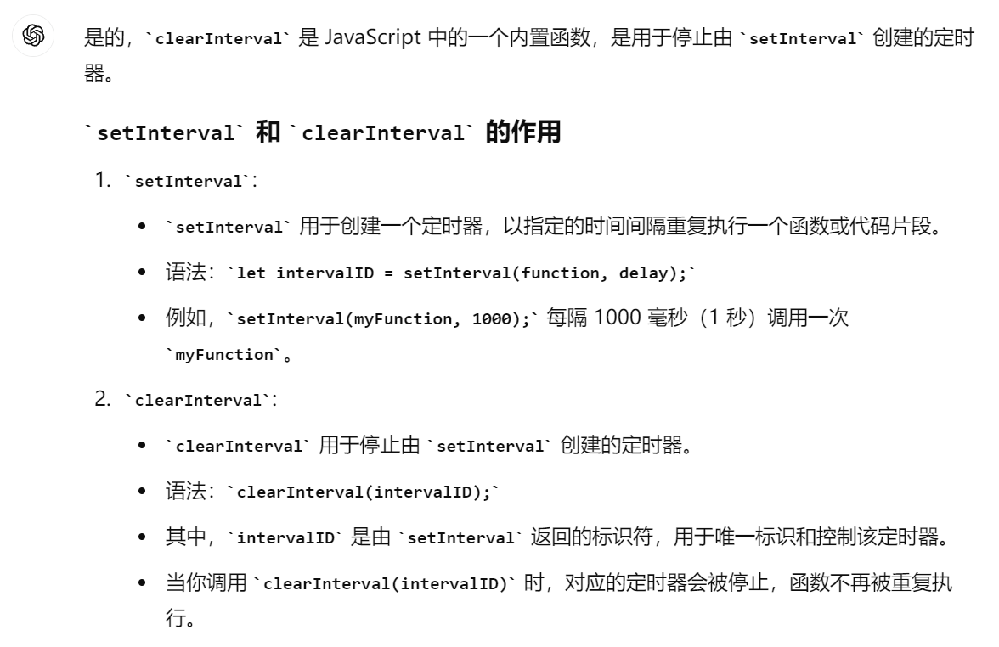 是的，`clearInterval` 是 JavaScript 中的一个内置函数，是用于停止由 `setInterval` 创建的定时
器。
`setInterval` 和 `clearInterval` 的作用
1. `setInterval`：
• `setInterval` 用于创建一个定时器，以指定的时间间隔重复执行一个函数或代码片段。
• 语法：`let intervalID = setInterval(function, delay);`
• 例如，`setInterval(myFunction, 1000);` 每隔 1000 毫秒（1 秒）调用一次
`myFunction`。
2. `clearInterval`：
• `clearInterval` 用于停止由 `setInterval` 创建的定时器。
• 语法：`clearInterval(intervalID);`
• 其中，`intervalID` 是由 `setInterval` 返回的标识符，用于唯一标识和控制该定时器。
• 当你调用 `clearInterval(intervalID)` 时，对应的定时器会被停止，函数不再被重复执
行。